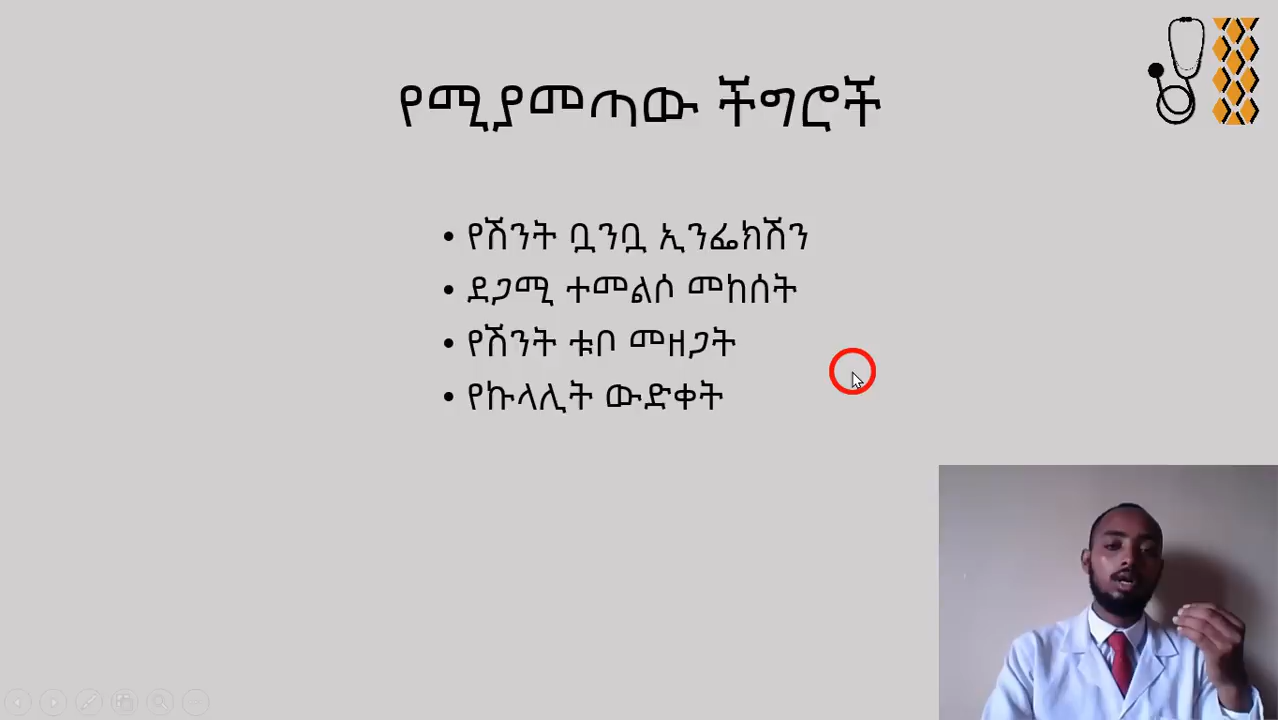 የሚያመጣው ችግሮች
• የሽንት ቧንቧ ኢንፌክሽን
• ደጋሚ ተመልሶ መከሰት
• የሽንት ቱቦ መዘጋት
• የኩላሊት ውድቀት